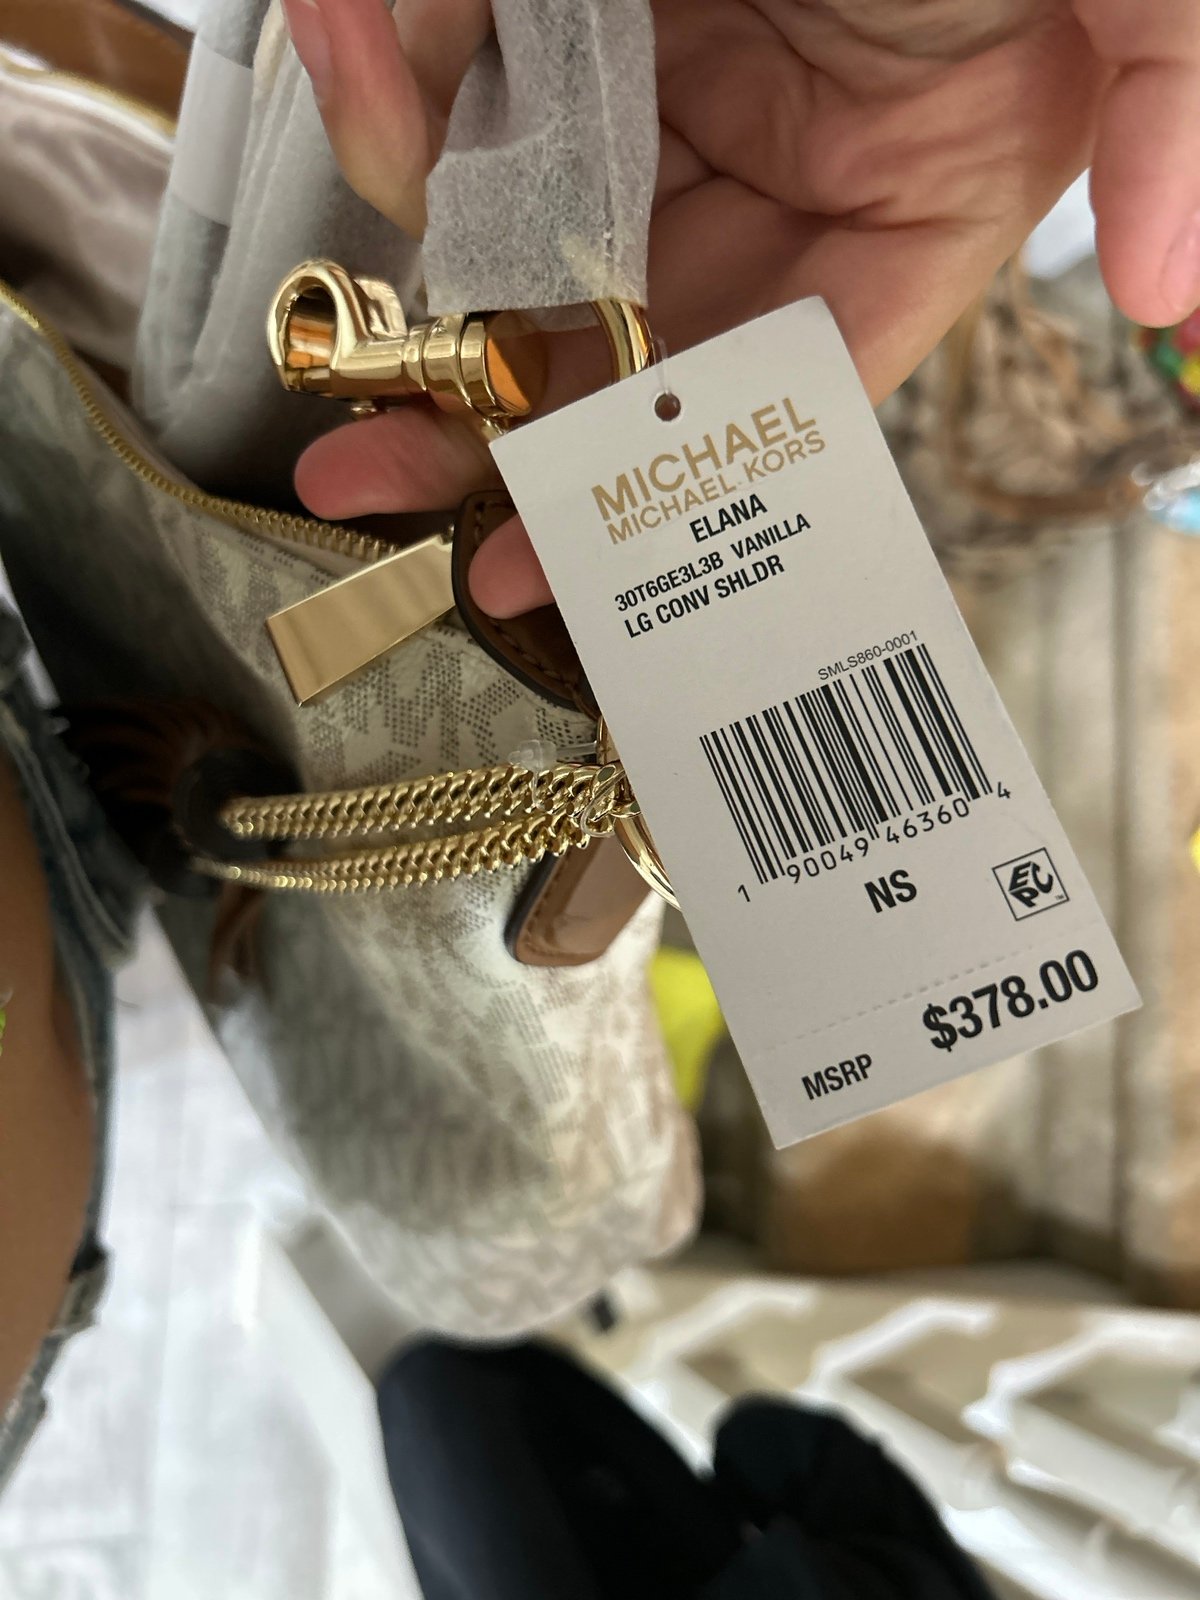 MICHAEL
MICHAEL KORS
ELANA
30T6GE3L3B VANILLA
LG CONV SHLDR
SMLS860-0001
1 90049 46360 4
NS
EPC™
MSRP $378.00